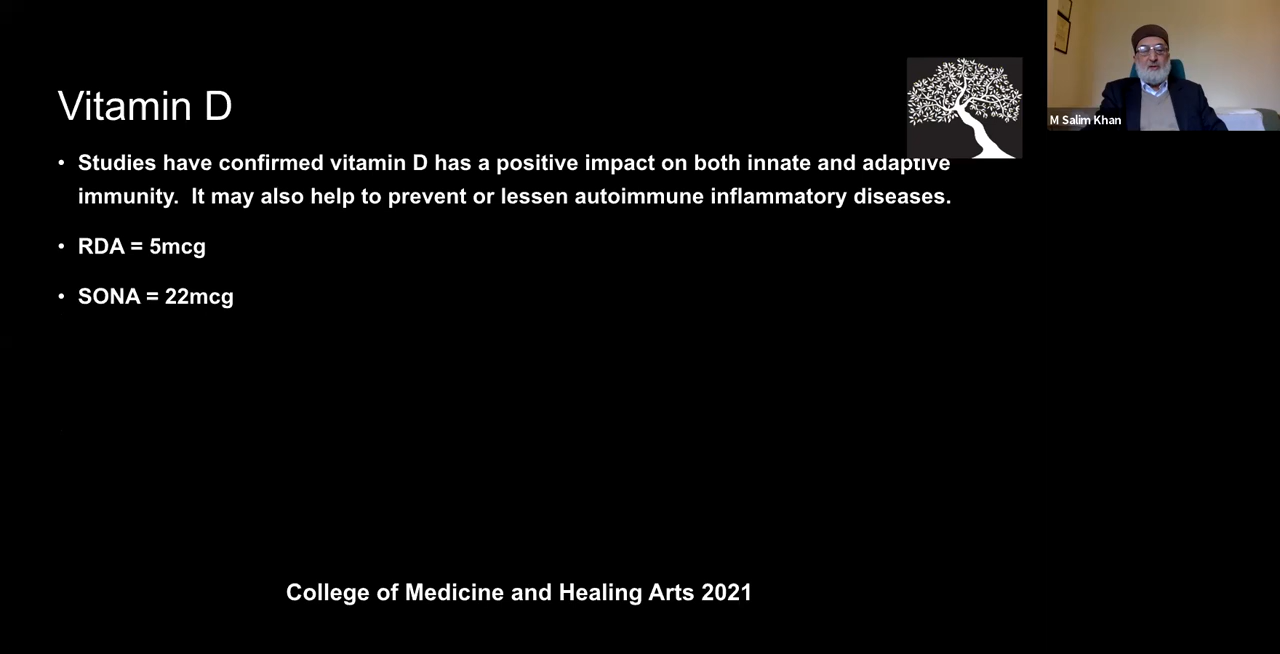 Vitamin D
• Studies have confirmed vitamin D has a positive impact on both innate and adaptive
immunity.  It may also help to prevent or lessen autoimmune inflammatory diseases.
• RDA = 5mcg
• SONA = 22mcg
College of Medicine and Healing Arts 2021
M Salim Khan